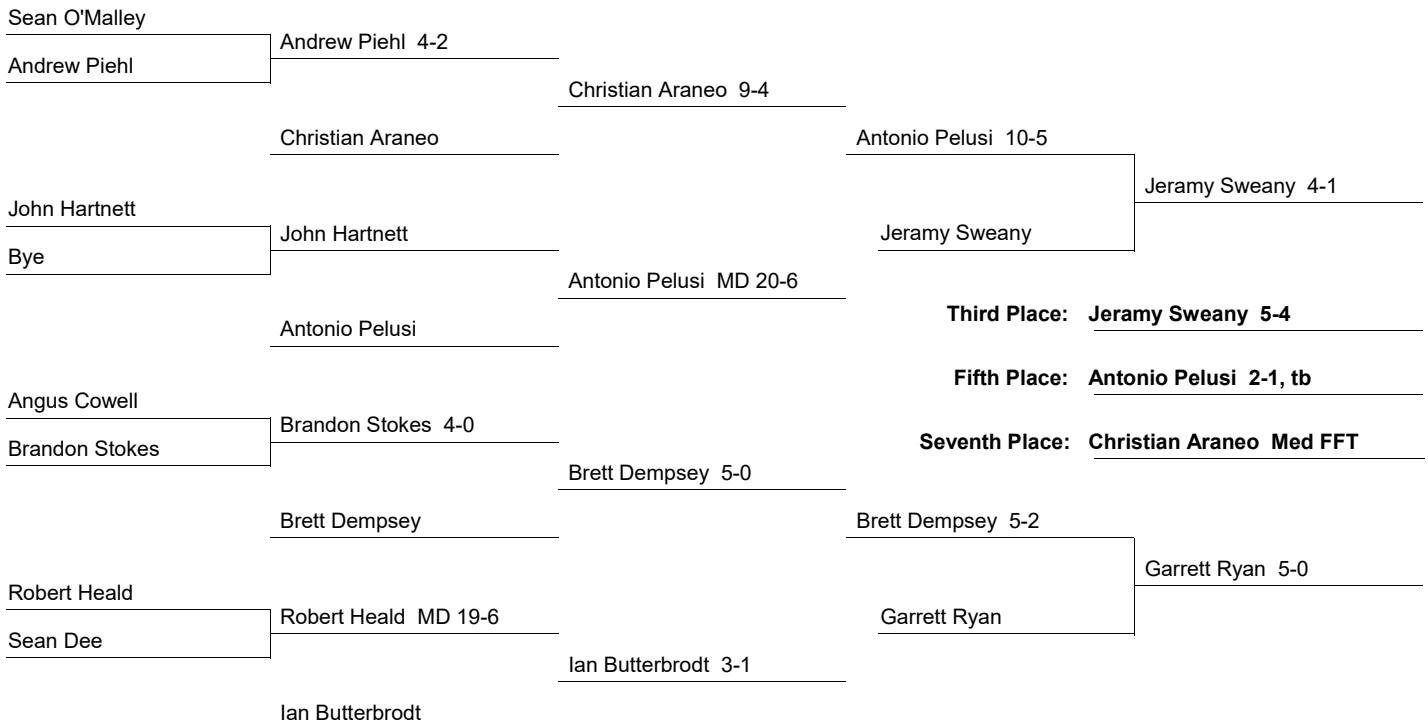 Sean O'Malley
Andrew Piehl 4-2
Andrew Piehl
Christian Araneo 9-4
Christian Araneo
Antonio Pelusi 10-5
Jeramy Sweany 4-1
John Hartnett
John Hartnett
Jeramy Sweany
Bye
Antonio Pelusi MD 20-6
Third Place: Jeramy Sweany 5-4
Antonio Pelusi
Fifth Place: Antonio Pelusi 2-1, tb
Angus Cowell
Brandon Stokes 4-0
Seventh Place: Christian Araneo Med FFT
Brandon Stokes
Brett Dempsey 5-0
Brett Dempsey
Brett Dempsey 5-2
Garrett Ryan 5-0
Robert Heald
Robert Heald MD 19-6
Garrett Ryan
Sean Dee
Ian Butterbrodt 3-1
Ian Butterbrodt